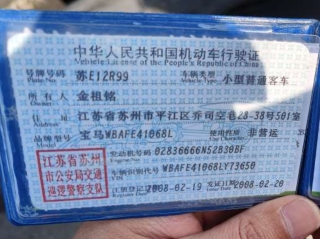 中华人民共和国机动车行驶证
Vehicle License of the People's Republic of China
号牌号码 苏E12R99 车辆类型 小型普通客车
所有人 金祖铭
住址 江苏省苏州市平江区乔司空巷28-38号501室
品牌型号 宝马WBAFE41068L 使用性质 非营运
发动机号码 02836666N52B30BF
车辆识别代号 WBAFE41068LY73650
注册登记日期 2008-02-19 发证日期 2008-02-20
江苏省苏州
市公安局交通
巡逻警察支队